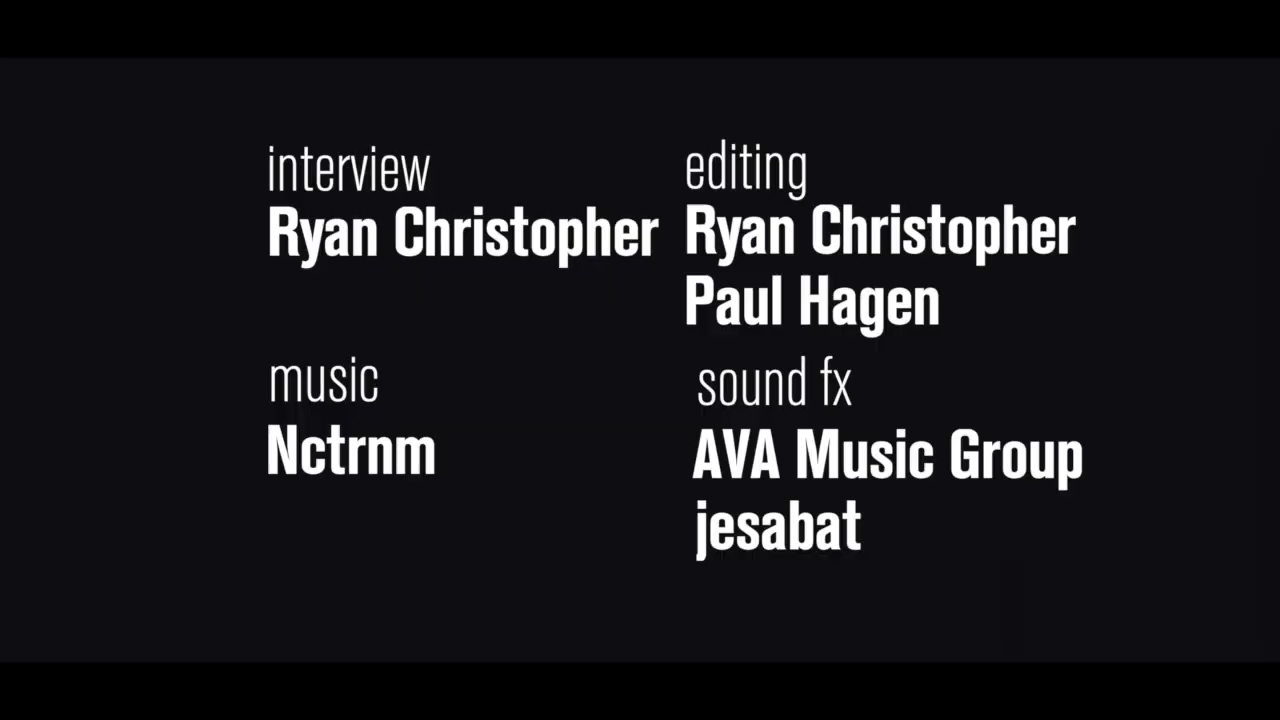 interview
Ryan Christopher
editing
Ryan Christopher
Paul Hagen
music
Nctrnm
sound fx
AVA Music Group
jesabat